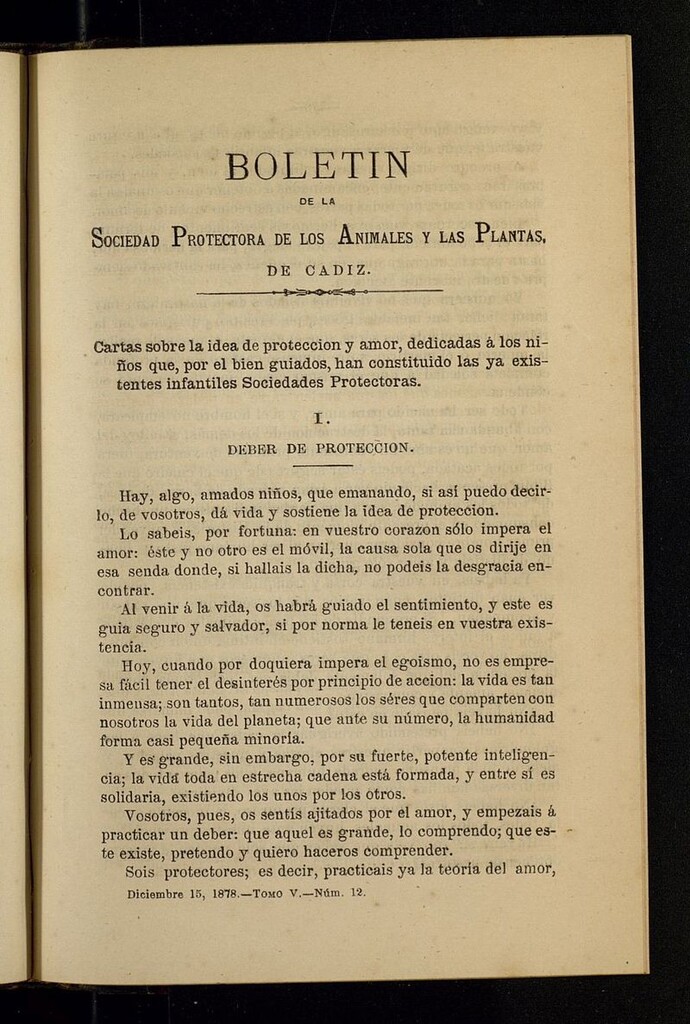 BOLETIN
DE LA
SOCIEDAD PROTECTORA DE LOS ANIMALES Y LAS PLANTAS,
DE CADIZ.
Cartas sobre la idea de proteccion y amor, dedicadas á los ni-
ños que, por el bien guiados, han constituido las ya exis-
tentes infantiles Sociedades Protectoras.
I.
DEBER DE PROTECCION.
Hay, algo, amados niños, que emanando, si así puedo decir-
lo, de vosotros, dá vida y sostiene la idea de proteccion.
Lo sabeis, por fortuna: en vuestro corazon sólo impera el
amor: éste y no otro es el móvil, la causa sola que os dirije en
esa senda donde, si hallais la dicha, no podeis la desgracia en-
contrar.
Al venir á la vida, os habrá guiado el sentimiento, y este es
guia seguro y salvador, si por norma le teneis en vuestra exis-
tencia.
Hoy, cuando por doquiera impera el egoismo, no es empre-
sa fácil tener el desinterés por principio de accion: la vida es tan
inmensa; son tantos, tan numerosos los séres que comparten con
nosotros la vida del planeta; que ante su número, la humanidad
forma casi pequeña minoría.
Y es grande, sin embargo, por su fuerte, potente inteligen-
cia; la vida toda en estrecha cadena está formada, y entre sí es
solidaria, existiendo los unos por los otros.
Vosotros, pues, os sentís ajitados por el amor, y empezais á
practicar un deber: que aquel es grande, lo comprendo; que es-
te existe, pretendo y quiero haceros comprender.
Sois protectores; es decir, practicais ya la teoría del amor,
Diciembre 15, 1878.—TOMO V.—Núm. 12.